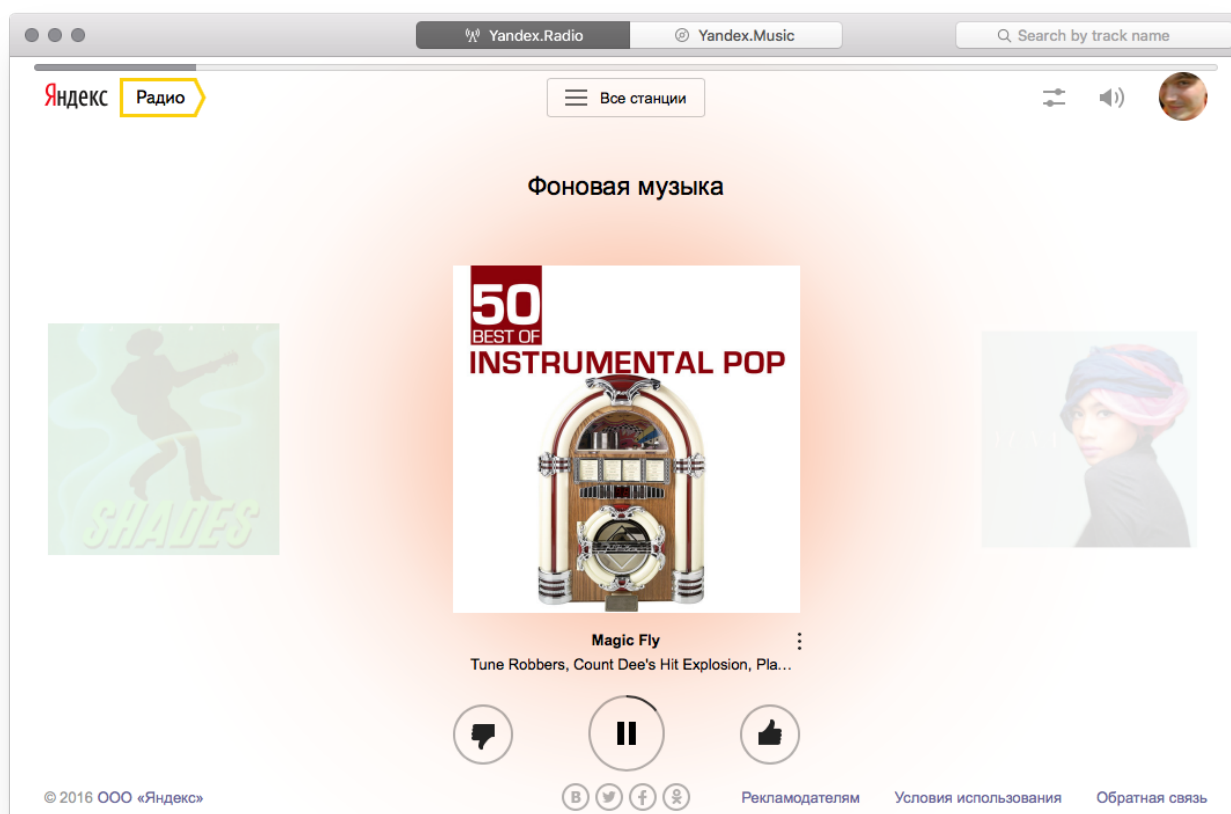 Yandex.Radio
Yandex.Music
Search by track name
Яндекс Радио
Все станции
Фоновая музыка
50
BEST OF
INSTRUMENTAL POP
SHADES
Magic Fly
Tune Robbers, Count Dee's Hit Explosion, Pla...
© 2016 ООО «Яндекс»
Рекламодателям
Условия использования
Обратная связь